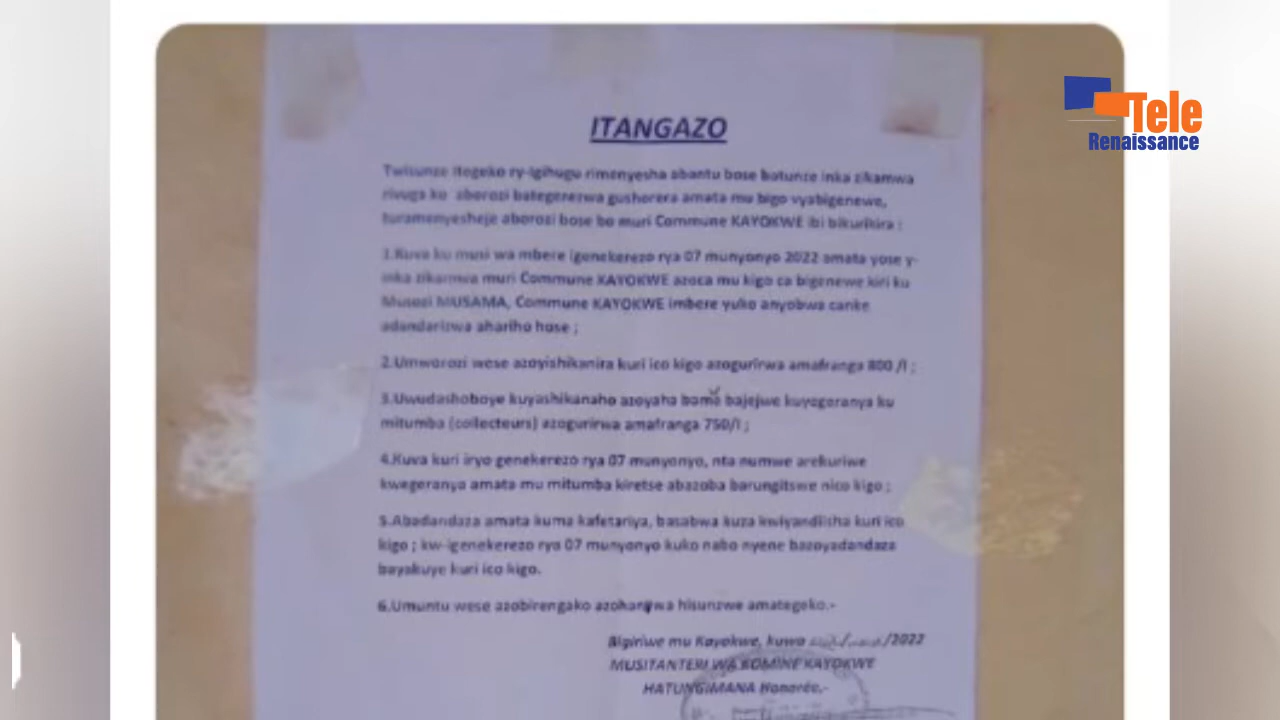 ITANGAZO
Tele
Renaissance
Twisunze itegeko ry-igihugu rimenyesha abantu bose batunze inka zikamwa
rivuga ko aborozi bategerezwa gushorera amata mu bigo vyabigenewe,
turamenyesheje aborozi bose bo muri Commune KAYOKWE ibi bikurikira :
1.Kuva ku musi wa mbere igenekerezo rya 07 munyonyo 2022 amata yose y-
inka zikamwa muri Commune KAYOKWE azoca mu kigo ca bigenewe kiri ku
Musozi MUSAMA, Commune KAYOKWE imbere yuko anyobwa canke
adandarizwa ahariho hose ;
2.Umworozi wese azoyishikanira kuri ico kigo azogurirwa amafranga 800 /l ;
3.Uwudashoboye kuyashikanaho azoyaha bama bajejwe kuyegeranya ku
mitumba (collecteurs) azogurirwa amafranga 750/l ;
4.Kuva kuri iryo genekerezo rya 07 munyonyo, nta numwe arekuriwe
kwegeranya amata mu mitumba kiretse abazoba barungitswe nico kigo ;
5.Abadandaza amata kuma kafetariya, basabwa kuza kwiyandikisha kuri ico
kigo ; kw-igenekerezo rya 07 munyonyo kuko nabo nyene bazoyadandaza
bayakuye kuri ico kigo.
6.Umuntu wese azobirengako azohanwa hisunzwe amategeko.-
Bigiriwe mu Kayokwe, kuwa /2022
MUSITANTERI WA KOMINE KAYOKWE
HATUNGIMANA Honorée.-